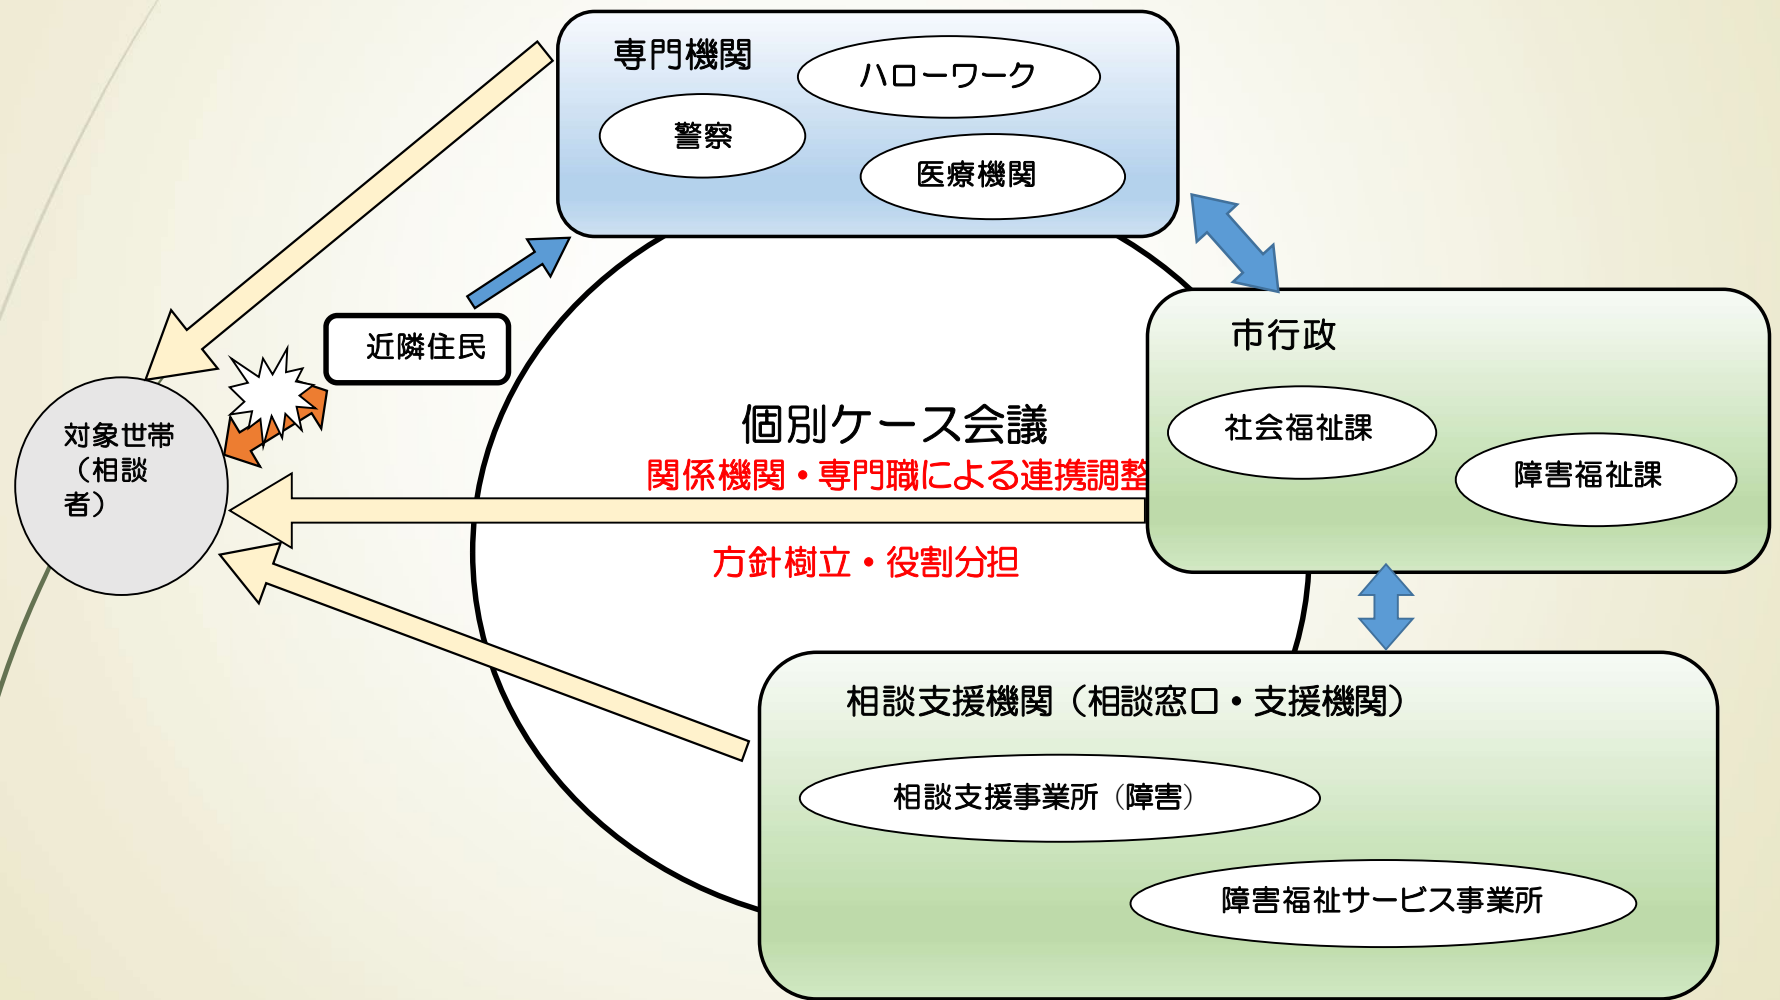 専門機関
ハローワーク
警察
医療機関
近隣住民
市行政
社会福祉課
障害福祉課
対象世帯
（相談
者）
個別ケース会議
関係機関・専門職による連携調整
方針樹立・役割分担
相談支援機関（相談窓口・支援機関）
相談支援事業所（障害）
障害福祉サービス事業所